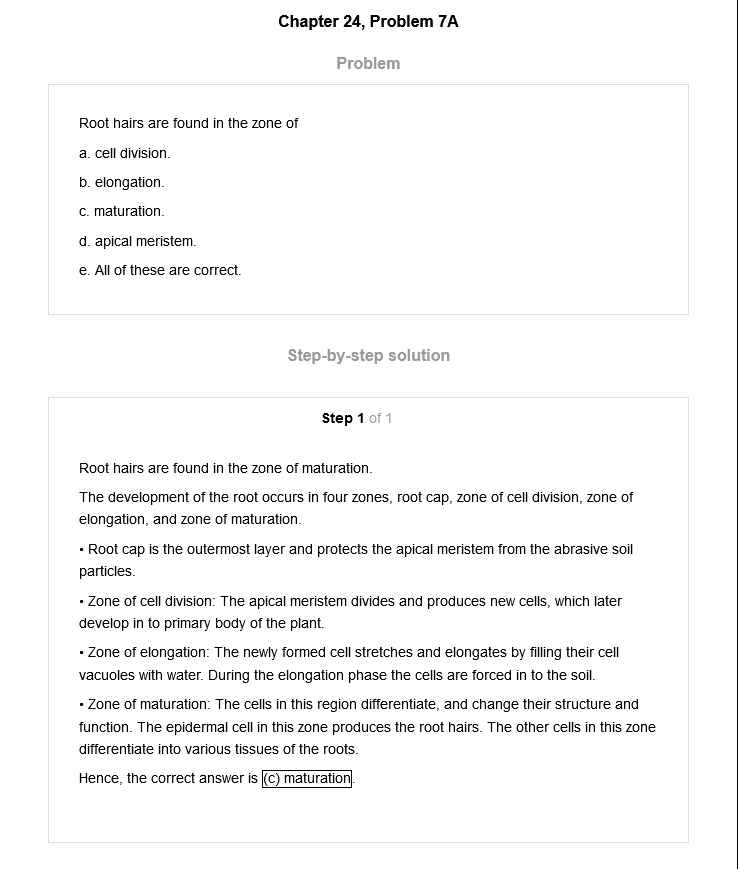 Chapter 24, Problem 7A
Problem
Root hairs are found in the zone of
a. cell division.
b. elongation.
c. maturation.
d. apical meristem.
e. All of these are correct.
Step-by-step solution
Step 1 of 1
Root hairs are found in the zone of maturation.
The development of the root occurs in four zones, root cap, zone of cell division, zone of
elongation, and zone of maturation.
• Root cap is the outermost layer and protects the apical meristem from the abrasive soil
particles.
• Zone of cell division: The apical meristem divides and produces new cells, which later
develop in to primary body of the plant.
• Zone of elongation: The newly formed cell stretches and elongates by filling their cell
vacuoles with water. During the elongation phase the cells are forced in to the soil.
• Zone of maturation: The cells in this region differentiate, and change their structure and
function. The epidermal cell in this zone produces the root hairs. The other cells in this zone
differentiate into various tissues of the roots.
Hence, the correct answer is (c) maturation.